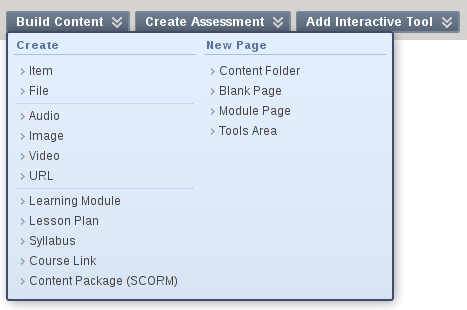 Build Content Create Assessment Add Interactive Tool
Create
Item
File
Audio
Image
Video
URL
Learning Module
Lesson Plan
Syllabus
Course Link
Content Package (SCORM)
New Page
Content Folder
Blank Page
Module Page
Tools Area